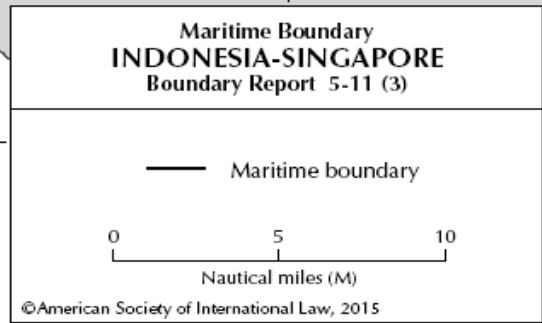 Maritime Boundary
INDONESIA-SINGAPORE
Boundary Report 5-11 (3)
Maritime boundary
0 5 10
Nautical miles (M)
©American Society of International Law, 2015